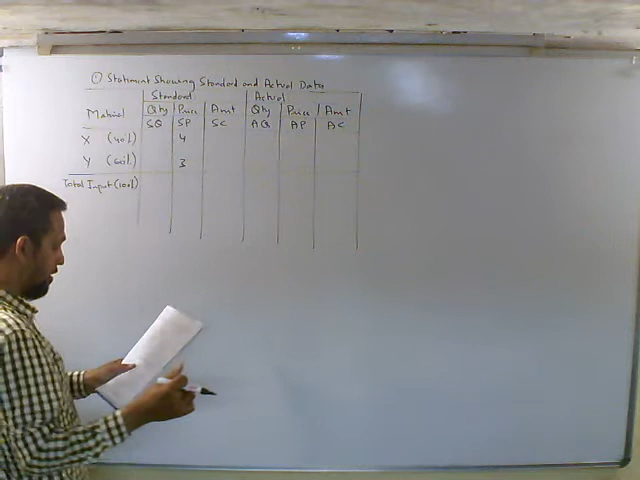 ① Statement Showing Standard and Actual Data
Standard Actual
Material Qty Price Amt Qty Price Amt
SQ SP SC AQ AP AC
X (40%) 4
Y (60%) 3
Total Input (100%)